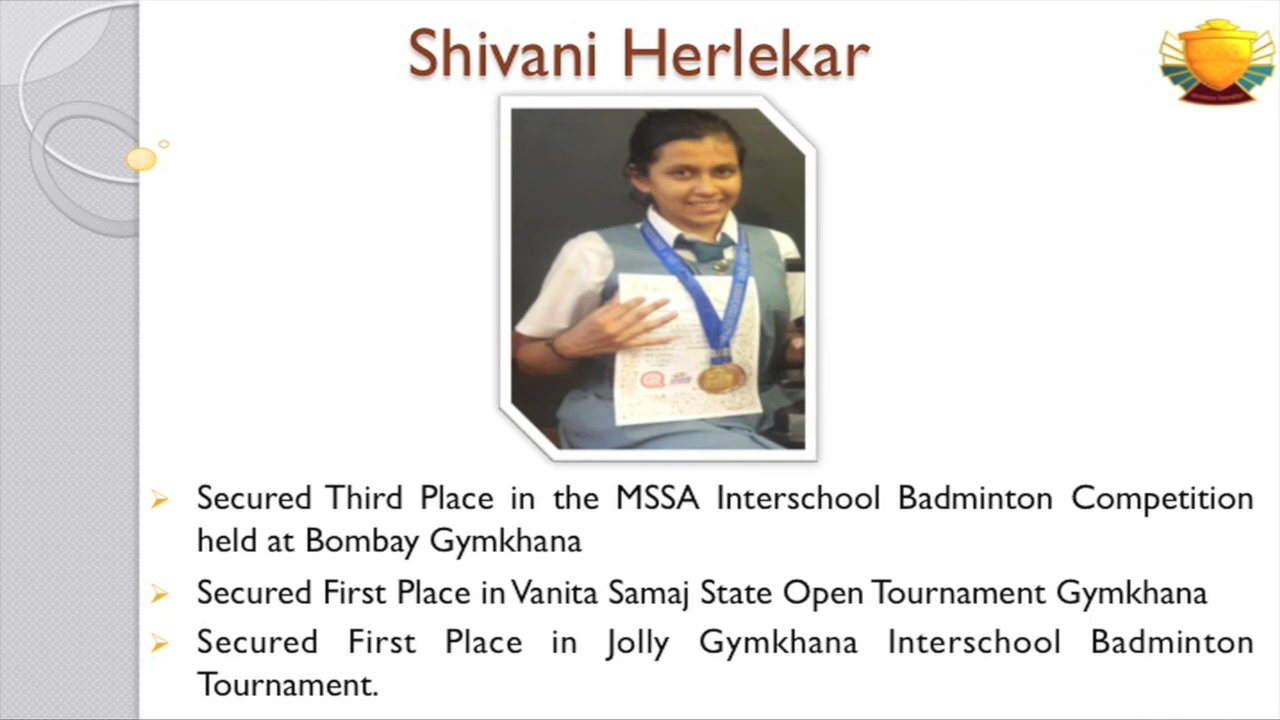 Shivani Herlekar
Secured Third Place in the MSSA Interschool Badminton Competition
held at Bombay Gymkhana
Secured First Place in Vanita Samaj State Open Tournament Gymkhana
Secured First Place in Jolly Gymkhana Interschool Badminton
Tournament.